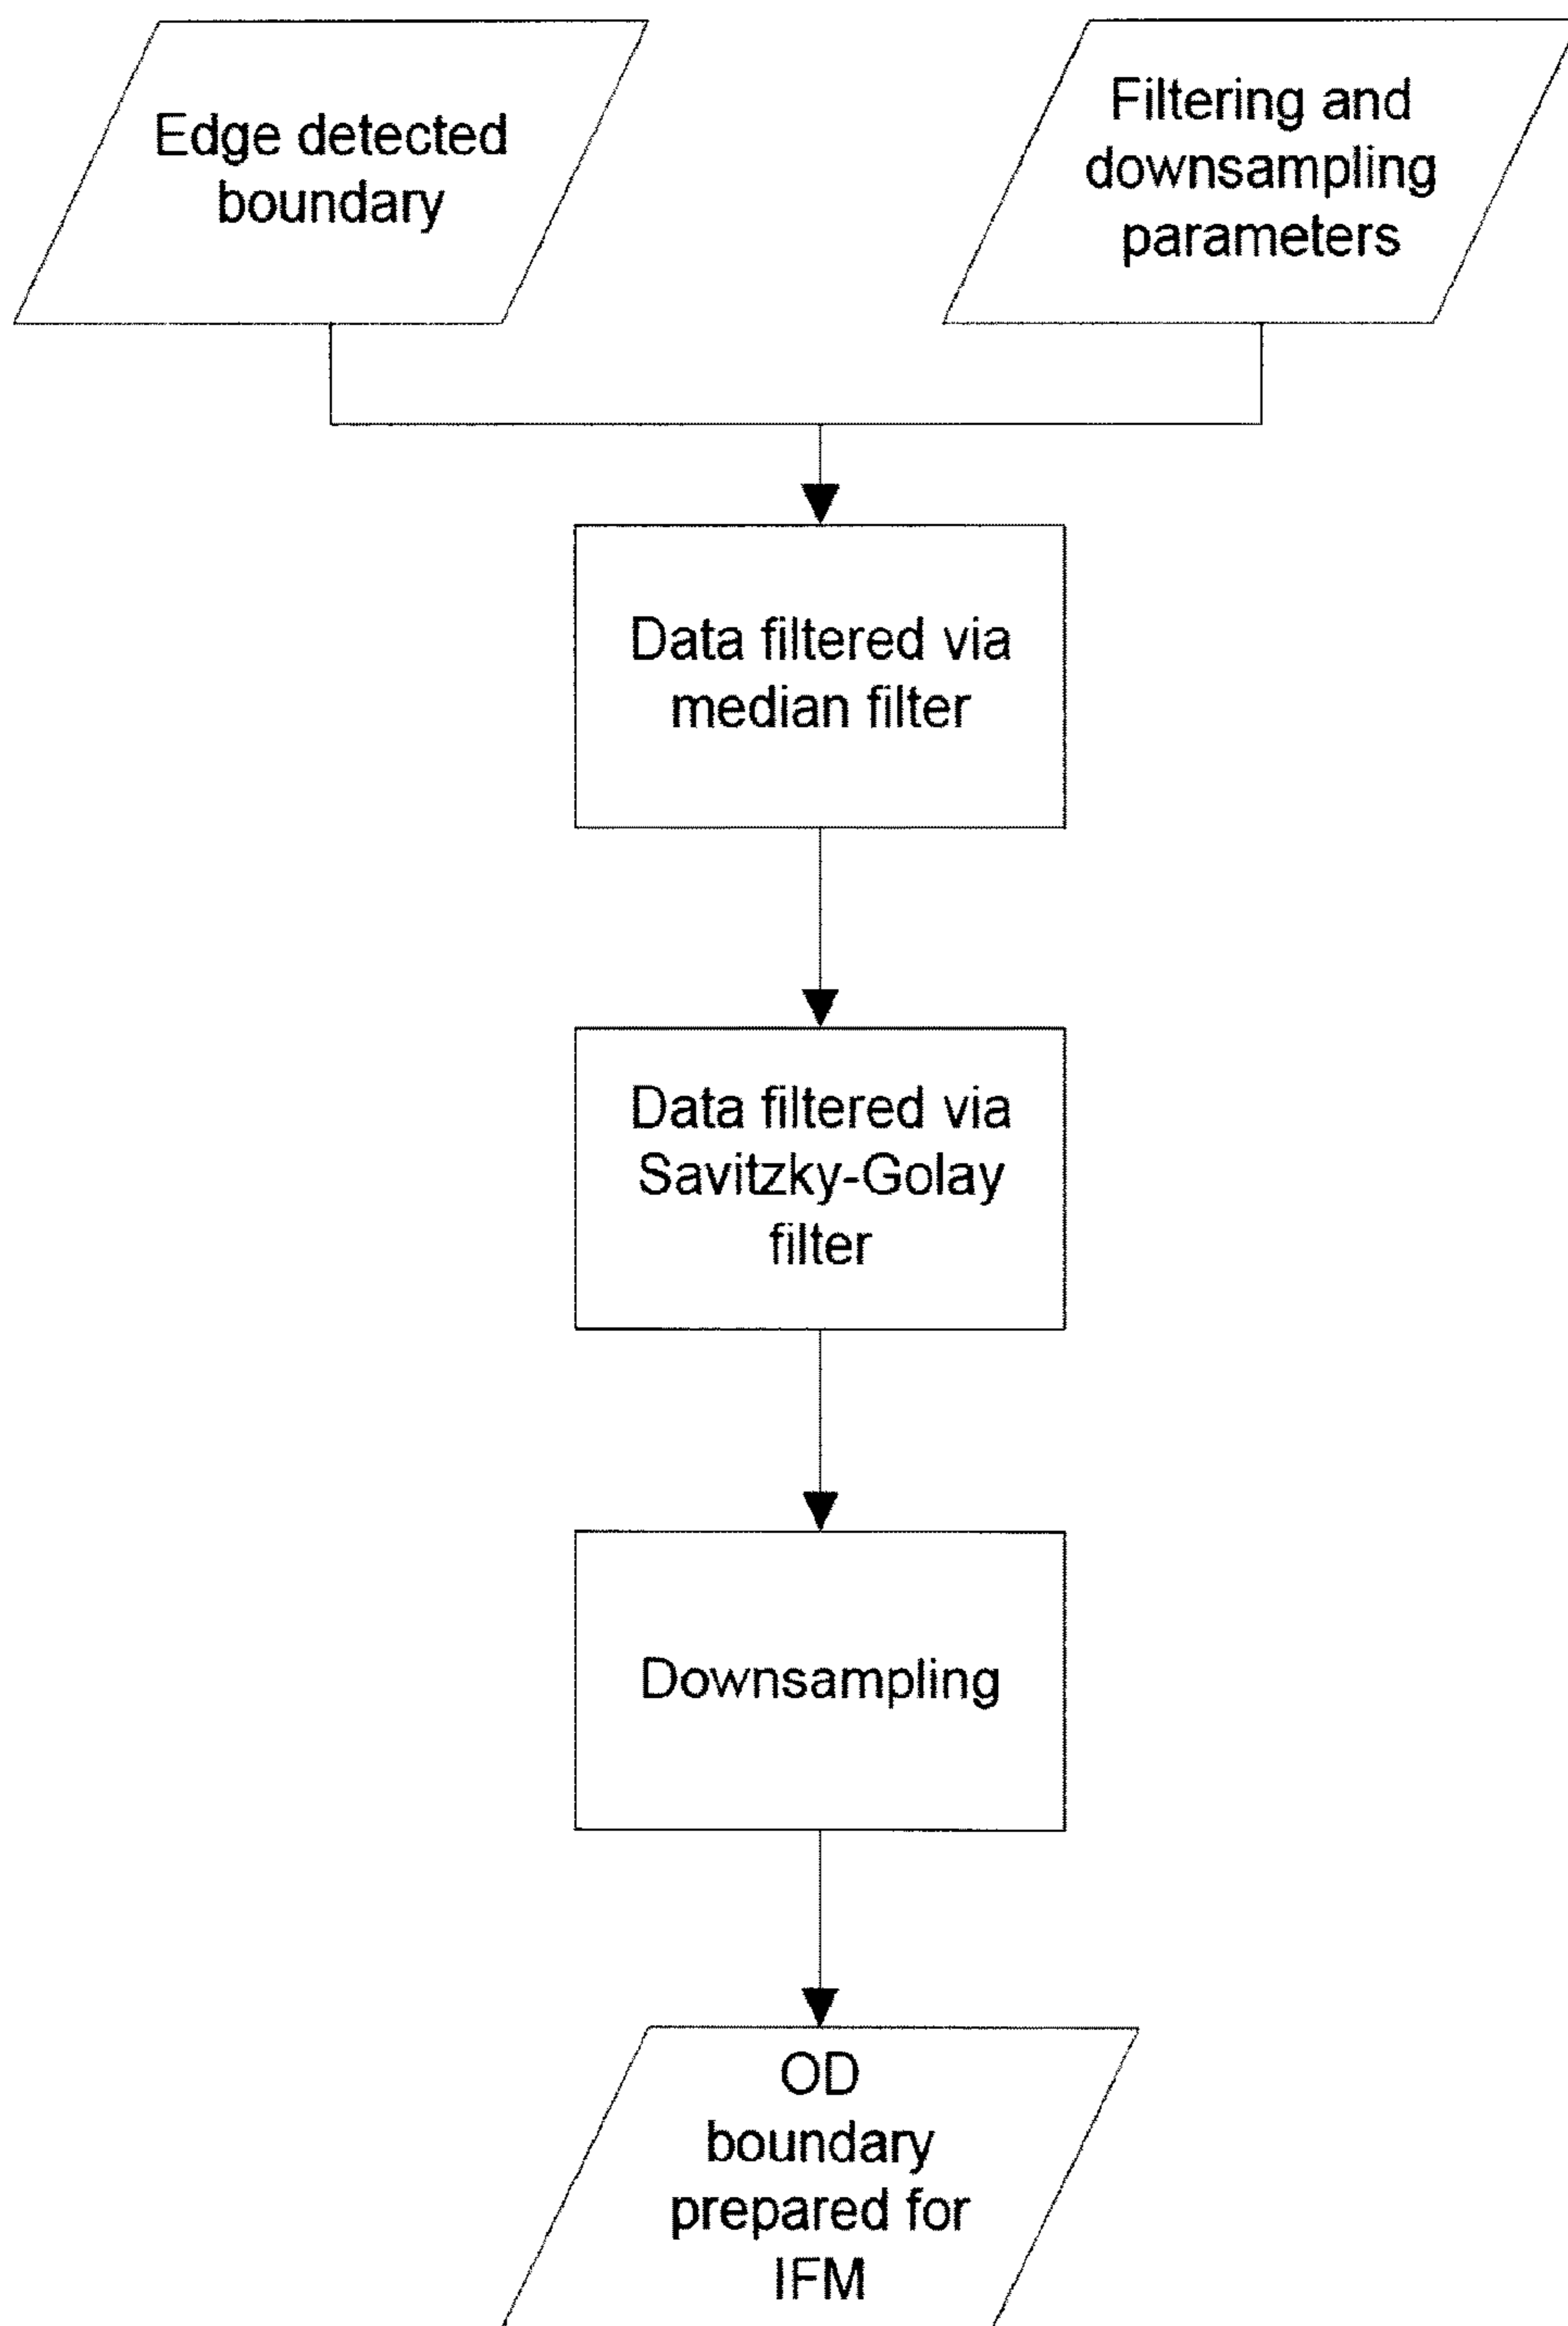 Edge detected
boundary
Filtering and
downsampling
parameters
Data filtered via
median filter
Data filtered via
Savitzky-Golay
filter
Downsampling
OD
boundary
prepared for
IFM